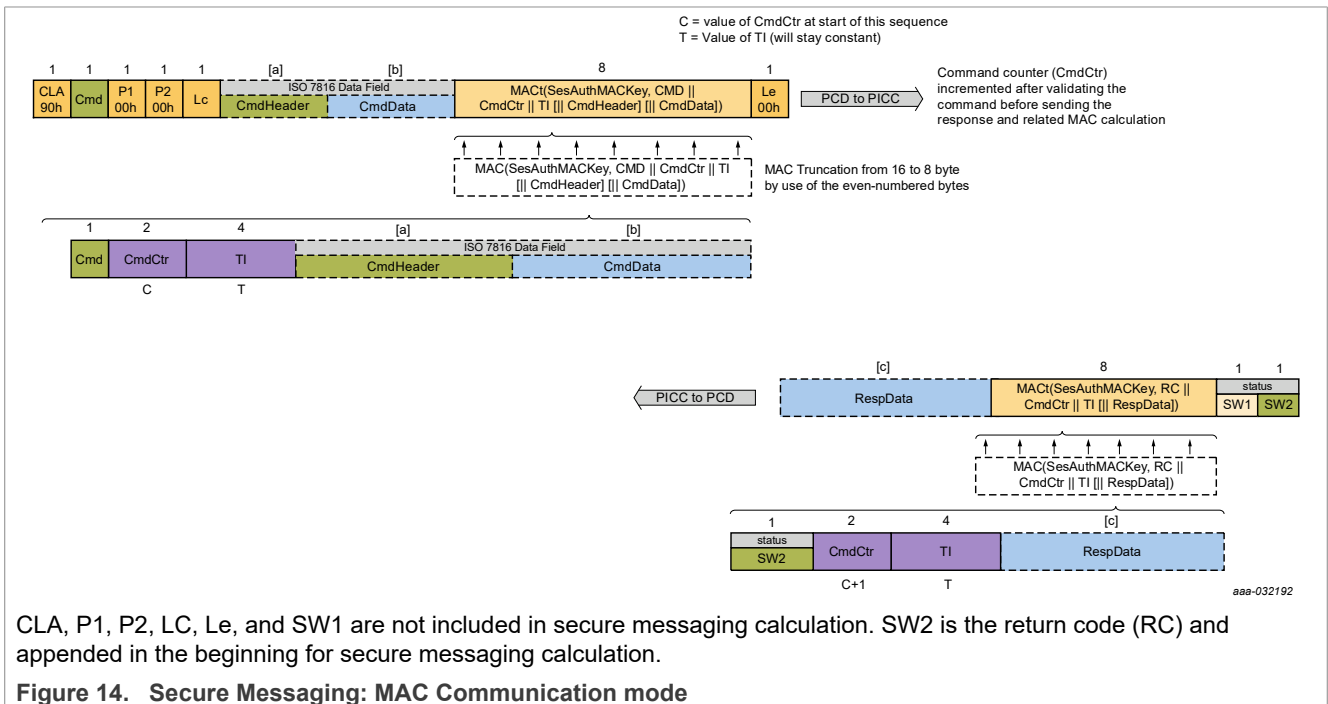 C = value of CmdCtr at start of this sequence
T = Value of TI (will stay constant)
1 1 1 1 1 [a] [b] 8 1
CLA 90h
Cmd
P1 00h
P2 00h
Lc
ISO 7816 Data Field
CmdHeader
CmdData
MACt(SesAuthMACKey, CMD ||
CmdCtr || TI [|| CmdHeader] [|| CmdData])
Le 00h
PCD to PICC
Command counter (CmdCtr)
incremented after validating the
command before sending the
response and related MAC calculation
MAC(SesAuthMACKey, CMD || CmdCtr || TI
[|| CmdHeader] [|| CmdData])
MAC Truncation from 16 to 8 byte
by use of the even-numbered bytes
1 2 4 [a] [b]
Cmd
CmdCtr
TI
ISO 7816 Data Field
CmdHeader
CmdData
C T
[c] 8 1 1
PICC to PCD
RespData
MACt(SesAuthMACKey, RC ||
CmdCtr || TI [|| RespData])
status
SW1 SW2
MAC(SesAuthMACKey, RC ||
CmdCtr || TI [|| RespData])
1 2 4 [c]
status
SW2
CmdCtr
TI
RespData
C+1 T
aaa-032192
CLA, P1, P2, LC, Le, and SW1 are not included in secure messaging calculation. SW2 is the return code (RC) and
appended in the beginning for secure messaging calculation.
Figure 14. Secure Messaging: MAC Communication mode